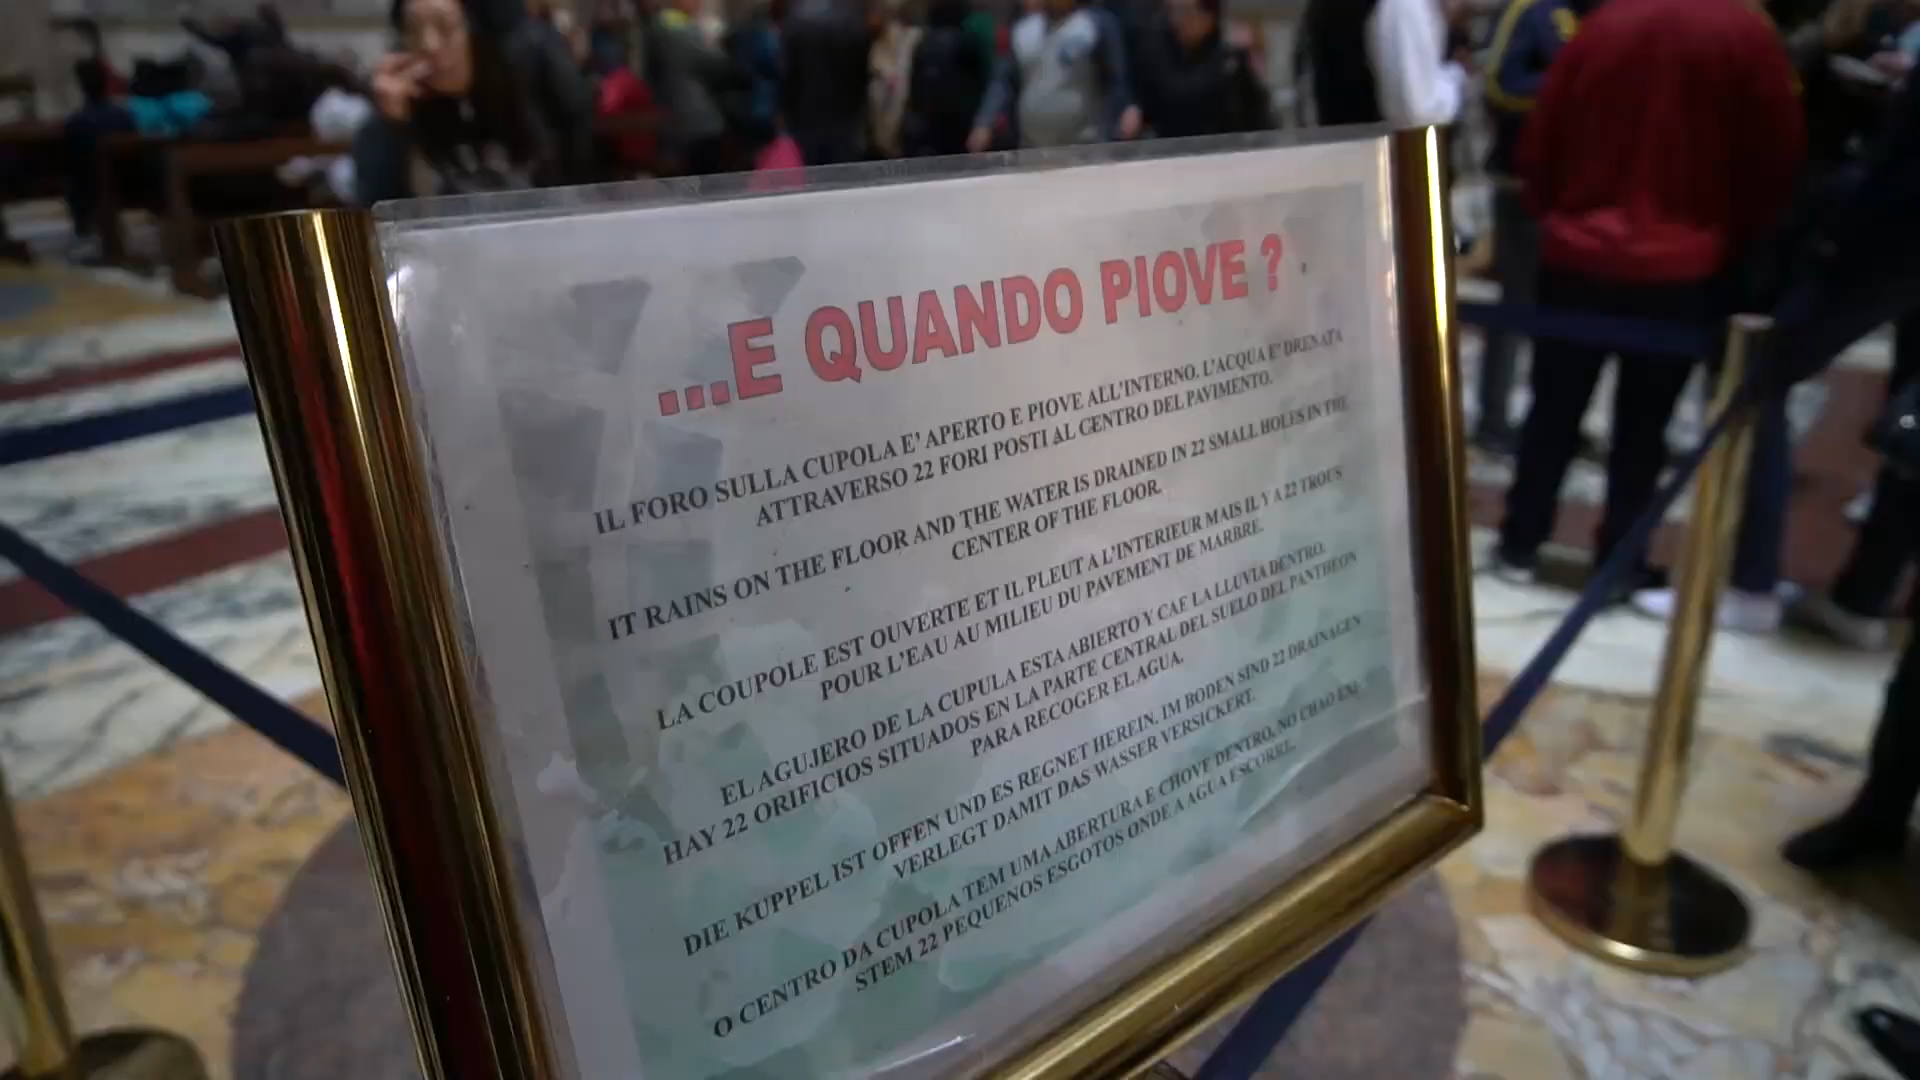 ...E QUANDO PIOVE ?
IL FORO SULLA CUPOLA E' APERTO E PIOVE ALL'INTERNO. L'ACQUA E' DRENATA
ATTRAVERSO 22 FORI POSTI AL CENTRO DEL PAVIMENTO.
IT RAINS ON THE FLOOR AND THE WATER IS DRAINED IN 22 SMALL HOLES IN THE
CENTER OF THE FLOOR.
LA COUPOLE EST OUVERTE ET IL PLEUT A L'INTERIEUR MAIS IL Y A 22 TROUS
POUR L'EAU AU MILIEU DU PAVEMENT DE MARBRE.
EL AGUJERO DE LA CUPULA ESTA ABIERTO Y CAE LA LLUVIA DENTRO.
HAY 22 ORIFICIOS SITUADOS EN LA PARTE CENTRAL DEL SUELO DEL PANTHEON
PARA RECOGER EL AGUA.
DIE KUPPEL IST OFFEN UND ES REGNET HEREIN. IM BODEN SIND 22 DRAINAGEN
VERLEGT DAMIT DAS WASSER VERSICKERT.
O CENTRO DA CUPOLA TEM UMA ABERTURA E CHOVE DENTRO, NO CHAO EXI-
STEM 22 PEQUENOS ESGOTOS ONDE A AGUA ESCORRE.